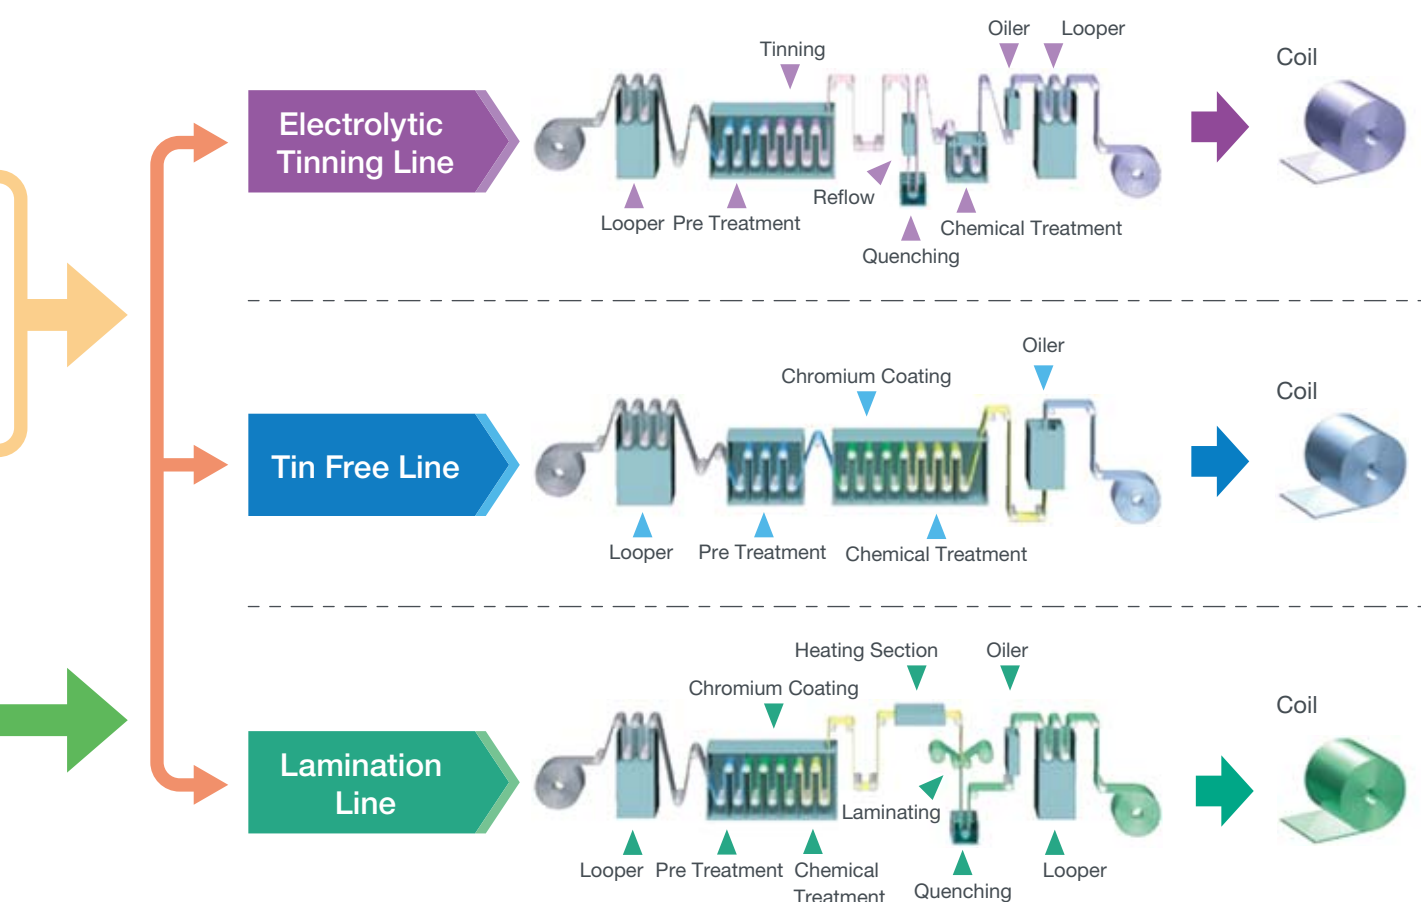 Oiler Looper
Tinning
Coil
Electrolytic
Tinning Line
Reflow
Looper Pre Treatment
Chemical Treatment
Quenching
Oiler
Chromium Coating
Coil
Tin Free Line
Looper Pre Treatment Chemical Treatment
Heating Section Oiler
Chromium Coating
Coil
Lamination
Line
Laminating
Looper Pre Treatment Chemical
Treatment
Quenching
Looper